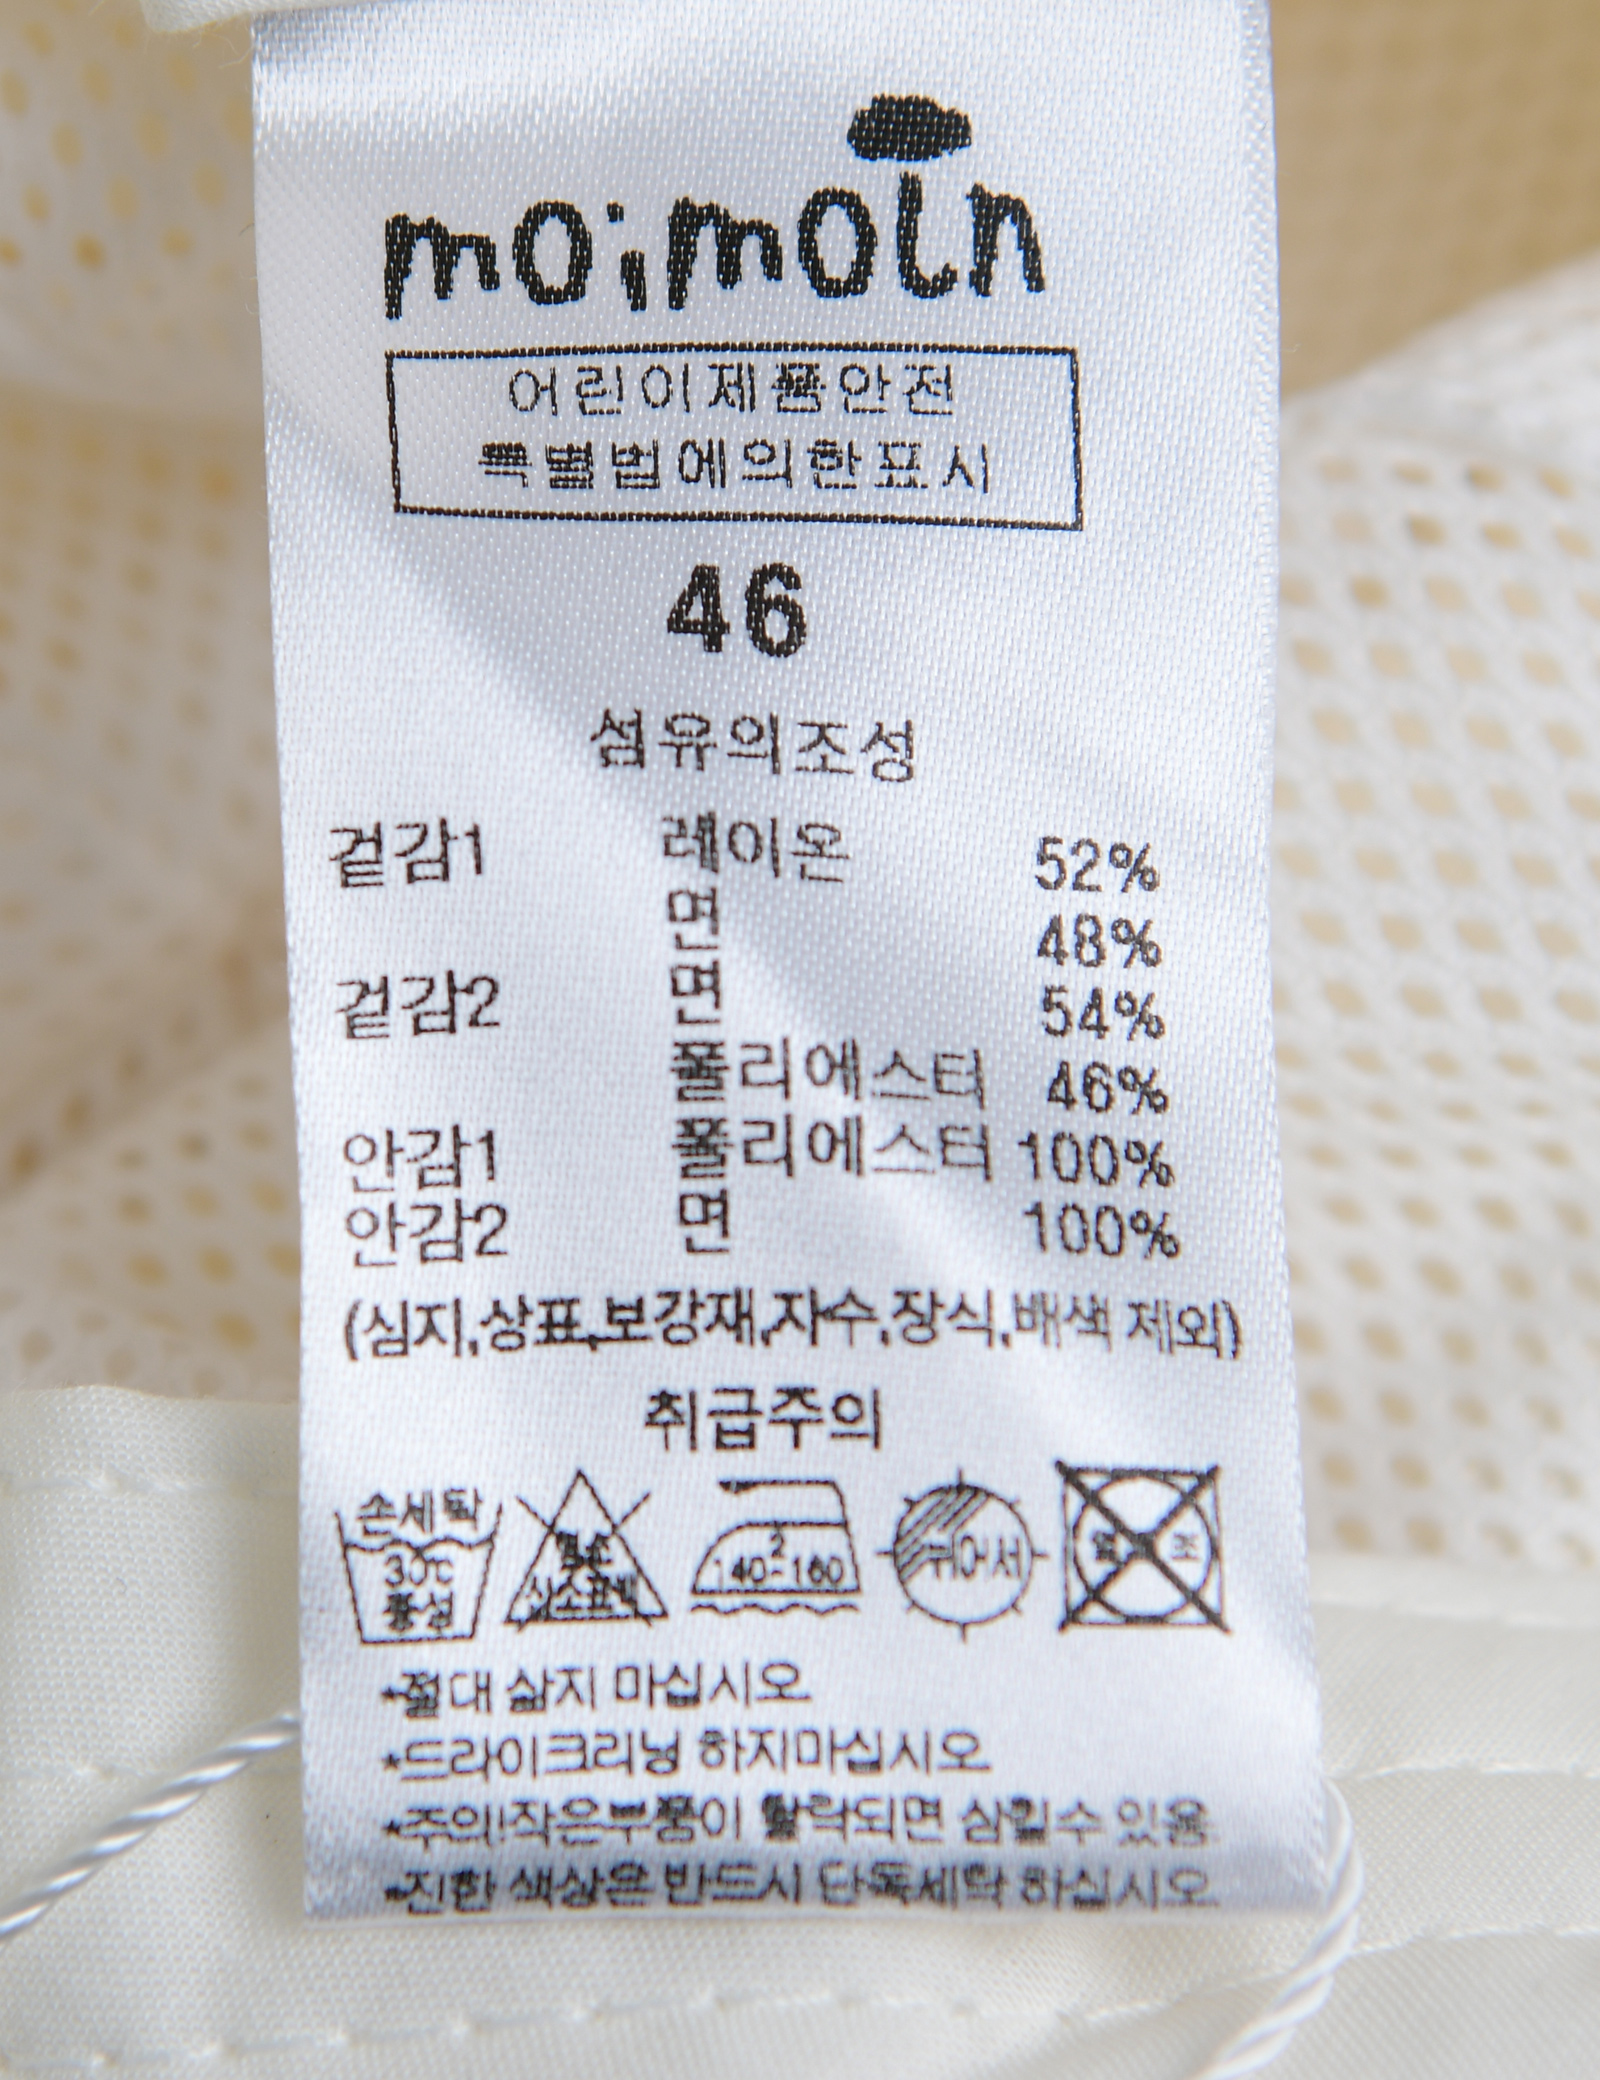 moimoln
어린이제품안전
특별법에의한표시
46
섬유의조성
겉감1 레이온 52%
면 48%
겉감2 면 54%
폴리에스터 46%
안감1 폴리에스터 100%
안감2 면 100%
(심지,상표,보강재,자수,장식,배색 제외)
취급주의
손세탁
30℃
중성
염소
산소표백
2
140-160
뉘어서
*절대 삶지 마십시오
*드라이크리닝 하지마십시오
*주의!작은부품이 탈락되면 삼킬수 있음
*진한 색상은 반드시 단독세탁 하십시오